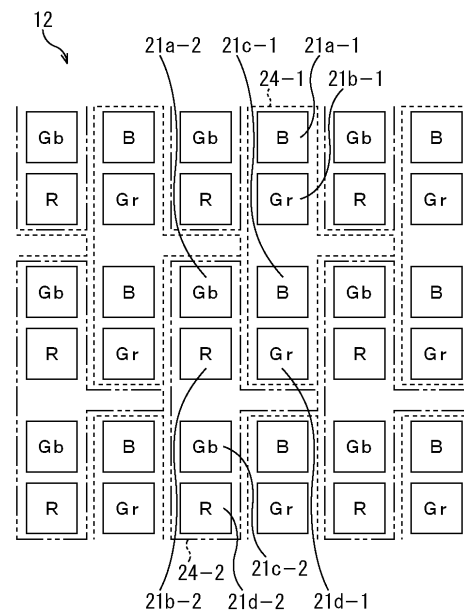 12
21a-2 21c-1 21a-1
24-1 21b-1
Gb B Gb B Gb B
R Gr R Gr R Gr
Gb B Gb B Gb B
R Gr R Gr R Gr
Gb B Gb B Gb B
R Gr R Gr R Gr
24-2 21c-2
21b-2 21d-2 21d-1